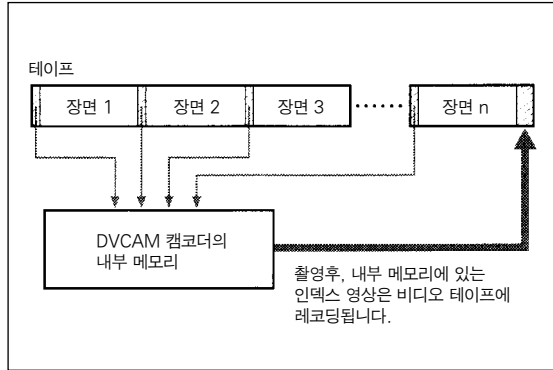 테이프
장면 1
장면 2
장면 3
장면 n
DVCAM 캠코더의
내부 메모리
촬영후, 내부 메모리에 있는
인덱스 영상은 비디오 테이프에
레코딩됩니다.